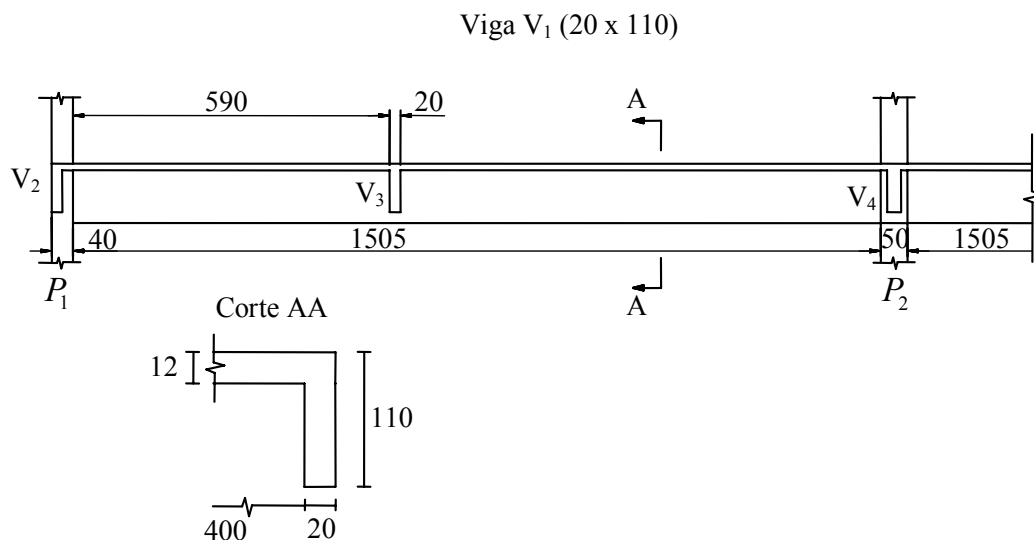 Viga V₁ (20 x 110)
590
20
A
V₂
V₃
V₄
40
1505
50
1505
P₁
A
P₂
Corte AA
12
110
400
20